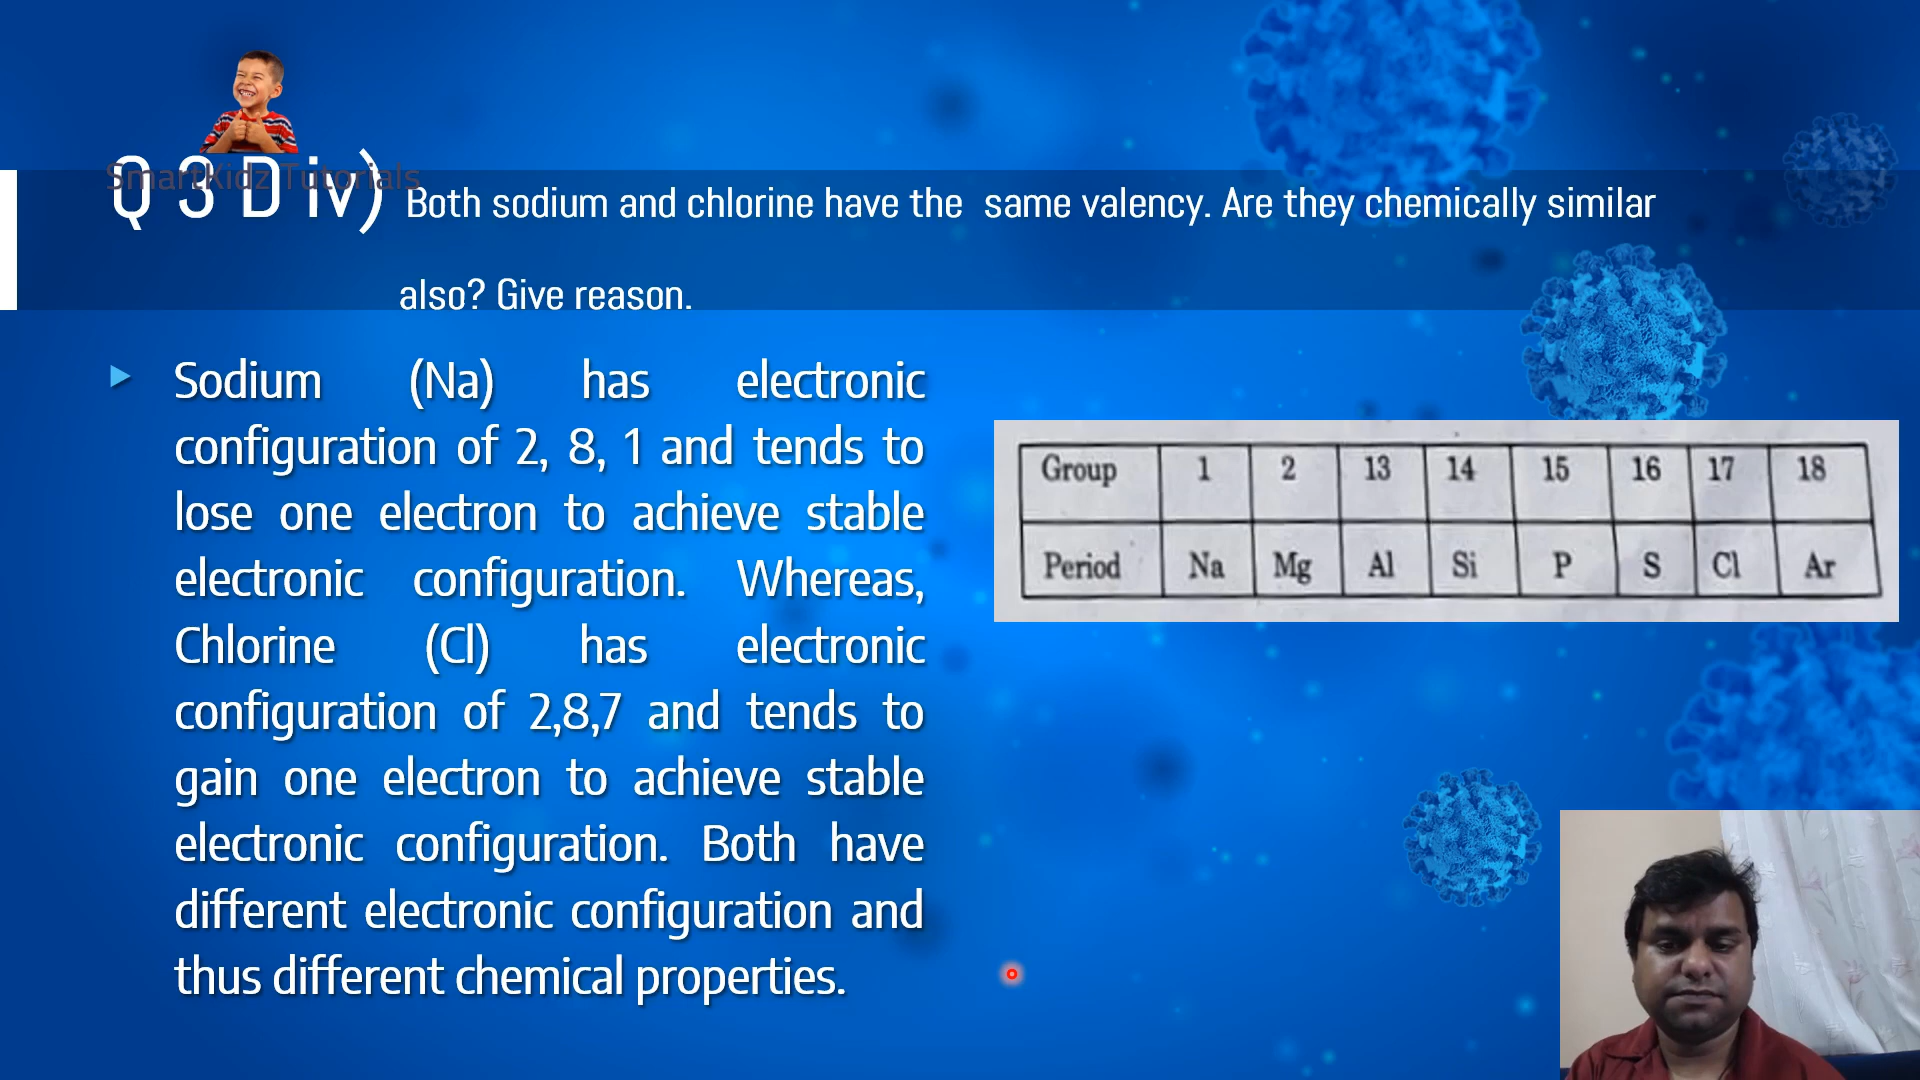 SmartKidz Tutorials
Q 3 D iv) Both sodium and chlorine have the same valency. Are they chemically similar
also? Give reason.
Sodium (Na) has electronic
configuration of 2, 8, 1 and tends to
lose one electron to achieve stable
electronic configuration. Whereas,
Chlorine (Cl) has electronic
configuration of 2,8,7 and tends to
gain one electron to achieve stable
electronic configuration. Both have
different electronic configuration and
thus different chemical properties.
Group 1 2 13 14 15 16 17 18
Period Na Mg Al Si P S Cl Ar